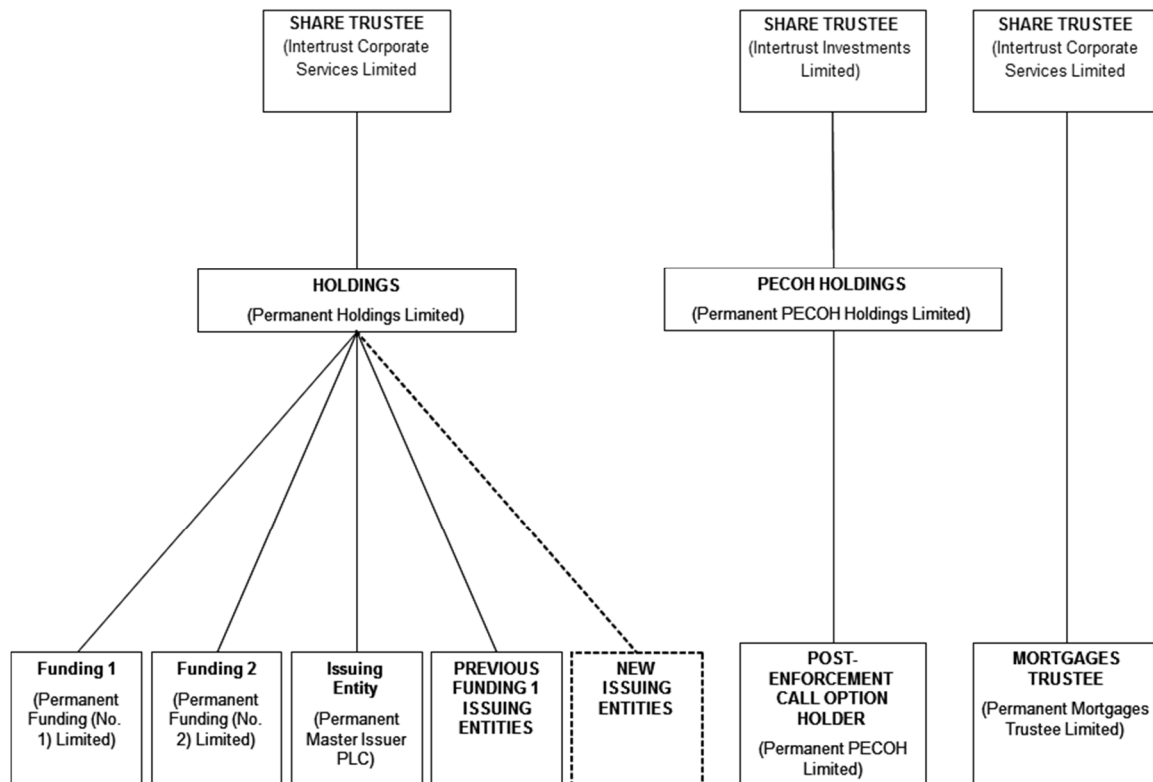 SHARE TRUSTEE
(Intertrust Corporate
Services Limited
SHARE TRUSTEE
(Intertrust Investments
Limited)
SHARE TRUSTEE
(Intertrust Corporate
Services Limited
HOLDINGS
(Permanent Holdings Limited)
PECOH HOLDINGS
(Permanent PECOH Holdings Limited)
Funding 1
(Permanent
Funding (No.
1) Limited)
Funding 2
(Permanent
Funding (No.
2) Limited)
Issuing
Entity
(Permanent
Master Issuer
PLC)
PREVIOUS
FUNDING 1
ISSUING
ENTITIES
NEW
ISSUING
ENTITIES
POST-
ENFORCEMENT
CALL OPTION
HOLDER
(Permanent PECOH
Limited)
MORTGAGES
TRUSTEE
(Permanent Mortgages
Trustee Limited)